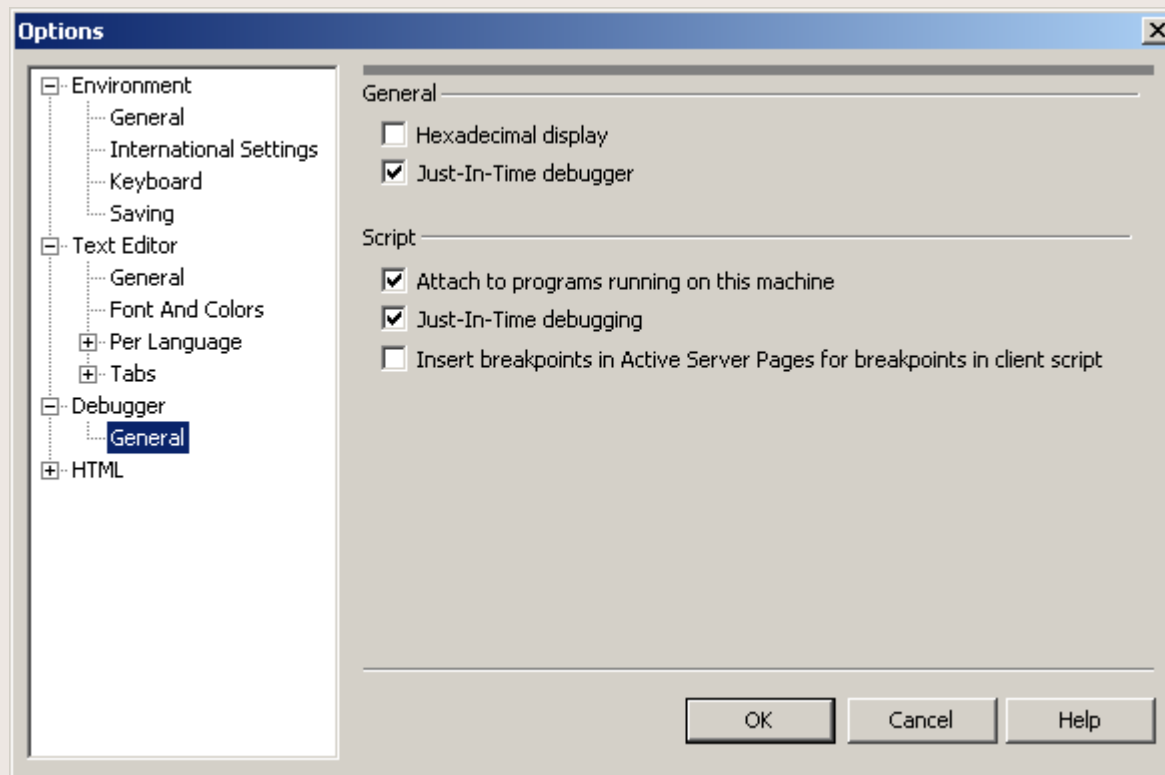 Options
Environment
General
International Settings
Keyboard
Saving
Text Editor
General
Font And Colors
Per Language
Tabs
Debugger
General
HTML
General
Hexadecimal display
Just-In-Time debugger
Script
Attach to programs running on this machine
Just-In-Time debugging
Insert breakpoints in Active Server Pages for breakpoints in client script
OK
Cancel
Help